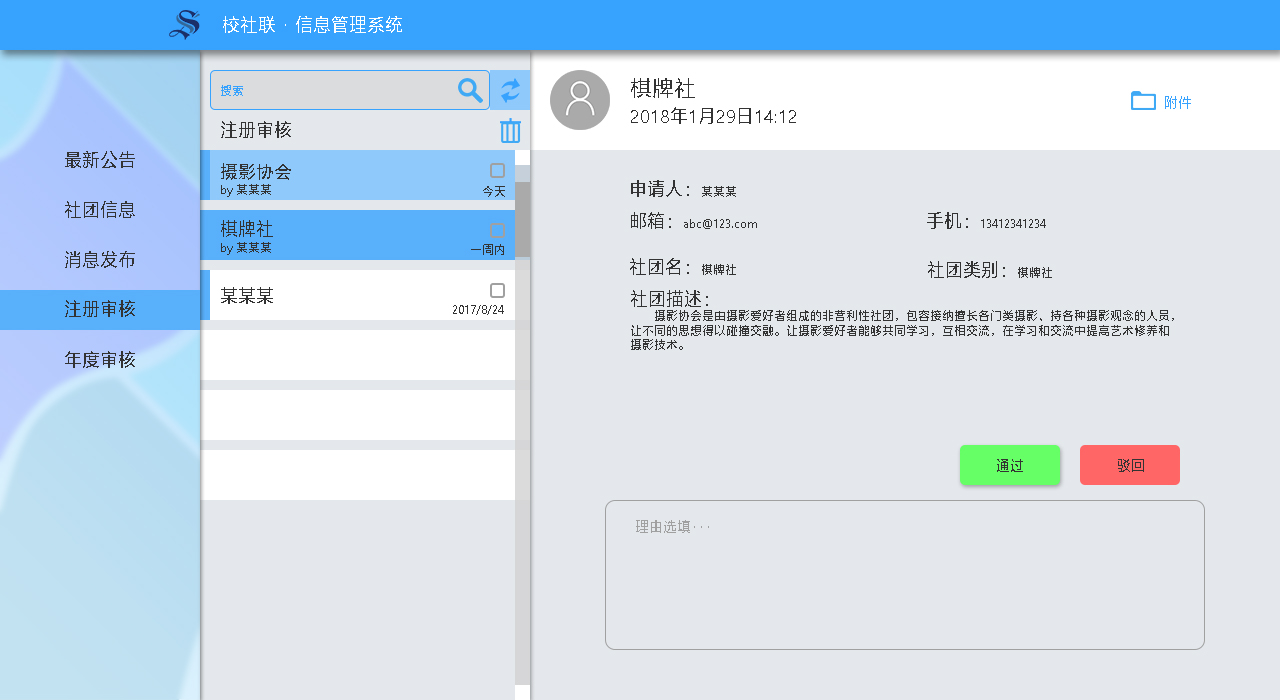 校社联 · 信息管理系统
最新公告
社团信息
消息发布
注册审核
年度审核
搜索
注册审核
摄影协会
by 某某某
今天
棋牌社
by 某某某
一周内
某某某
2017/8/24
棋牌社
2018年1月29日14:12
附件
申请人：某某某
邮箱：abc@123.com
手机：13412341234
社团名：棋牌社
社团类别：棋牌社
社团描述：
摄影协会是由摄影爱好者组成的非营利性社团，包容接纳擅长各门类摄影、持各种摄影观念的人员，
让不同的思想得以碰撞交融。让摄影爱好者能够共同学习，互相交流，在学习和交流中提高艺术修养和
摄影技术。
通过
驳回
理由选填···